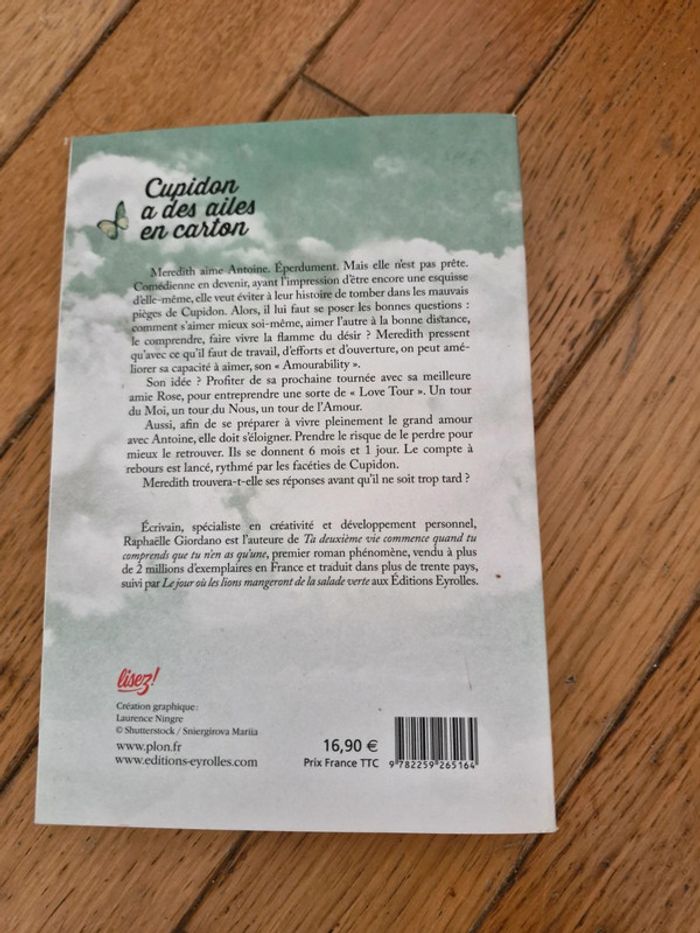 Cupidon
a des ailes
en carton
Meredith aime Antoine. Éperdument. Mais elle n'est pas prête.
Comédienne en devenir, ayant l'impression d'être encore une esquisse
d'elle-même, elle veut éviter à leur histoire de tomber dans les mauvais
pièges de Cupidon. Alors, il lui faut se poser les bonnes questions :
comment s'aimer mieux soi-même, aimer l'autre à la bonne distance,
le comprendre, faire vivre la flamme du désir ? Meredith pressent
qu'avec ce qu'il faut de travail, d'efforts et d'ouverture, on peut amé-
liorer sa capacité à aimer, son « Amourability ».
Son idée ? Profiter de sa prochaine tournée avec sa meilleure
amie Rose, pour entreprendre une sorte de « Love Tour ». Un tour
du Moi, un tour du Nous, un tour de l'Amour.
Aussi, afin de se préparer à vivre pleinement le grand amour
avec Antoine, elle doit s'éloigner. Prendre le risque de le perdre pour
mieux le retrouver. Ils se donnent 6 mois et 1 jour. Le compte à
rebours est lancé, rythmé par les facéties de Cupidon.
Meredith trouvera-t-elle ses réponses avant qu'il ne soit trop tard ?
Écrivain, spécialiste en créativité et développement personnel,
Raphaëlle Giordano est l'auteure de Ta deuxième vie commence quand tu
comprends que tu n'en as qu'une, premier roman phénomène, vendu à plus
de 2 millions d'exemplaires en France et traduit dans plus de trente pays,
suivi par Le jour où les lions mangeront de la salade verte aux Éditions Eyrolles.
lisez!
Création graphique :
Laurence Ningre
© Shutterstock / Sniergirova Mariia
www.plon.fr
www.editions-eyrolles.com
16,90 €
Prix France TTC
9 782259 265164